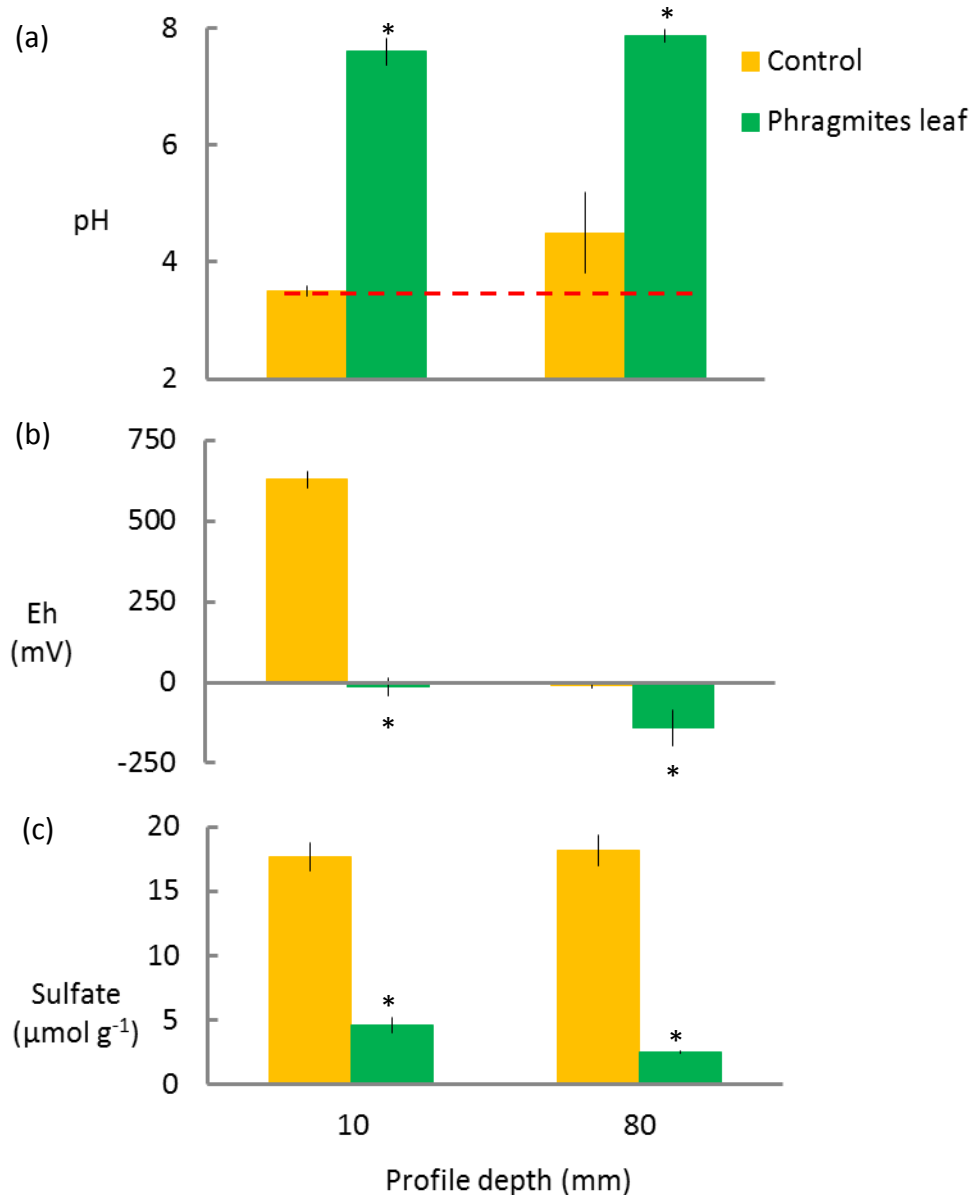 (a)
8
6
4
2
pH
*
*
Control
Phragmites leaf
(b)
750
500
250
0
-250
Eh
(mV)
*
*
(c)
20
15
10
5
0
Sulfate
(µmol g⁻¹)
*
*
10 80
Profile depth (mm)